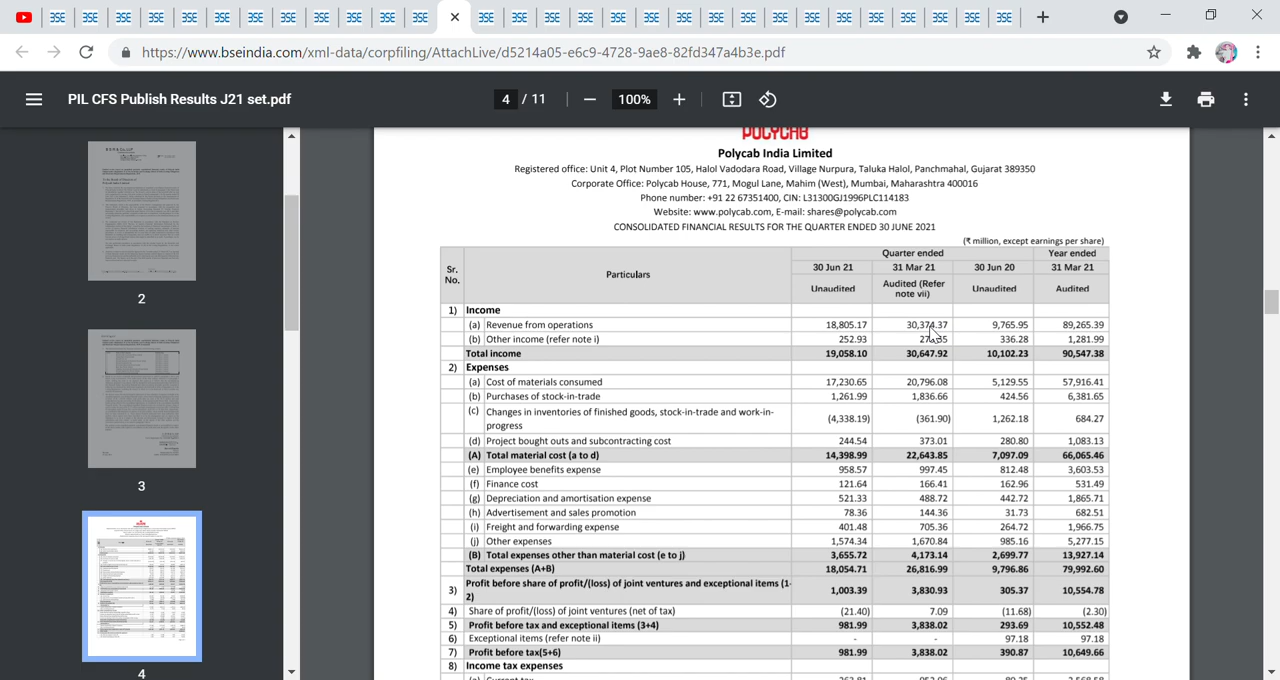 https://www.bseindia.com/xml-data/corpfiling/AttachLive/d5214a05-e6c9-4728-9ae8-82fd347a4b3e.pdf
PIL CFS Publish Results J21 set.pdf
4 / 11
100%
2
3
4
POLYCAB
Polycab India Limited
Registered office: Unit 4, Plot Number 105, Halol Vadodara Road, Village Nurpura, Taluka Halol, Panchmahal, Gujarat 389350
Corporate Office: Polycab House, 771, Mogul Lane, Mahim (West), Mumbai, Maharashtra 400016
Phone number: +91 22 67351400, CIN: L31300GJ1996PLC114183
Website: www.polycab.com, E-mail: shares@polycab.com
CONSOLIDATED FINANCIAL RESULTS FOR THE QUARTER ENDED 30 JUNE 2021
(₹ million, except earnings per share)
Sr. No. Particulars Quarter ended Year ended
30 Jun 21 31 Mar 21 30 Jun 20 31 Mar 21
Unaudited Audited (Refer note vii) Unaudited Audited
1) Income
(a) Revenue from operations 18,805.17 30,374.37 9,765.95 89,265.39
(b) Other income (refer note i) 252.93 336.28 1,281.99
Total income 19,058.10 30,647.92 10,102.23 90,547.38
2) Expenses
(a) Cost of materials consumed 17,230.65 20,796.08 5,129.55 57,916.41
(b) Purchases of stock-in-trade 1,261.99 1,836.66 424.56 6,381.65
(c) Changes in inventories of finished goods, stock-in-trade and work-in-
progress (4,338.19) (361.90) 1,262.18 684.27
(d) Project bought outs and subcontracting cost 244.54 373.01 280.80 1,083.13
(A) Total material cost (a to d) 14,398.99 22,643.85 7,097.09 66,065.46
(e) Employee benefits expense 958.57 997.45 812.48 3,603.53
(f) Finance cost 121.64 166.41 162.96 531.49
(g) Depreciation and amortisation expense 521.33 488.72 442.72 1,865.71
(h) Advertisement and sales promotion 78.36 144.36 31.73 682.51
(i) Freight and forwarding expense 401.48 705.36 264.72 1,966.75
(j) Other expenses 1,574.34 1,670.84 985.16 5,277.15
(B) Total expenses other than material cost (e to j) 3,655.72 4,173.14 2,699.77 13,927.14
Total expenses (A+B) 18,054.71 26,816.99 9,796.86 79,992.60
3) Profit before share of profit/(loss) of joint ventures and exceptional items (1-
2) 1,003.39 3,830.93 305.37 10,554.78
4) Share of profit/(loss)of joint ventures (net of tax) (21.40) 7.09 (11.68) (2.30)
5) Profit before tax and exceptional items (3+4) 981.99 3,838.02 293.69 10,552.48
6) Exceptional items (refer note ii) - - 97.18 97.18
7) Profit before tax(5+6) 981.99 3,838.02 390.87 10,649.66
8) Income tax expenses